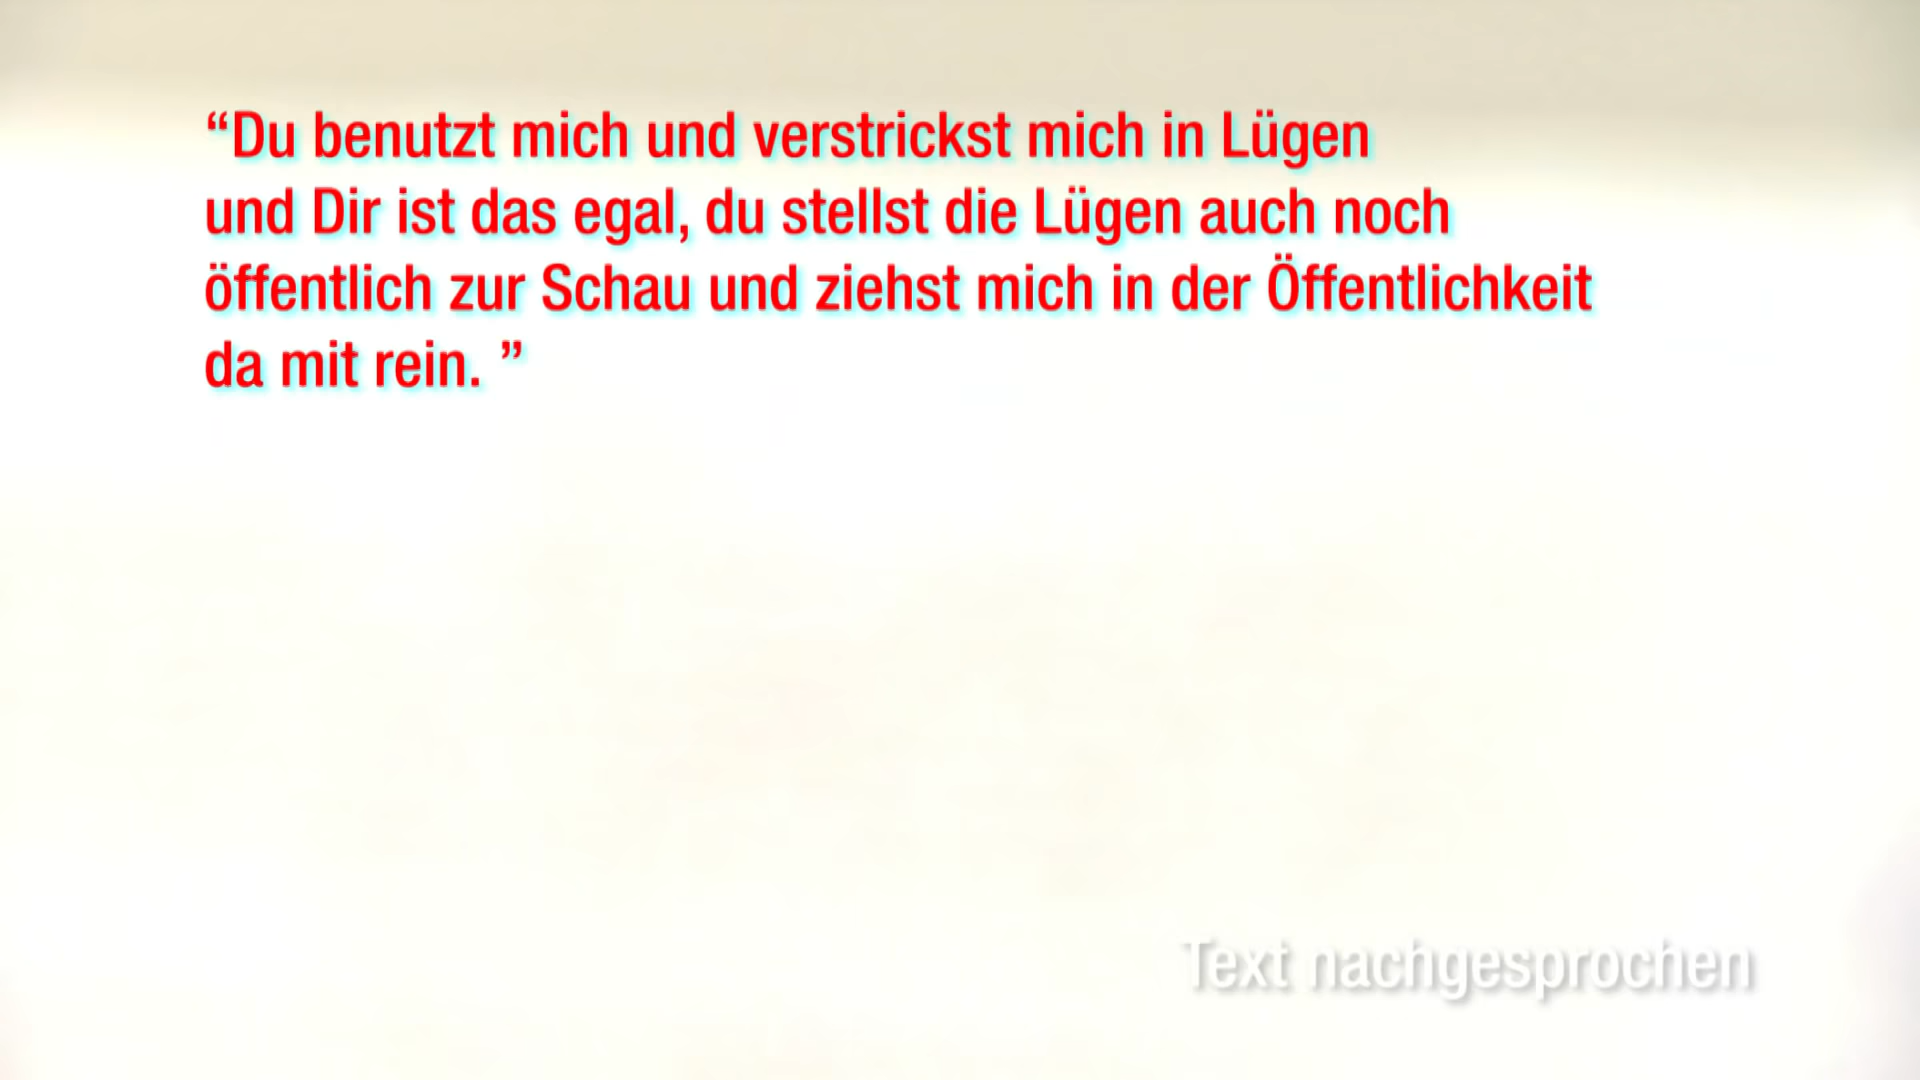 “Du benutzt mich und verstrickst mich in Lügen
und Dir ist das egal, du stellst die Lügen auch noch
öffentlich zur Schau und ziehst mich in der Öffentlichkeit
da mit rein. ”
Text nachgesprochen